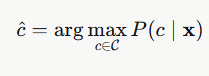 ĉ = arg max P(c | x)
c∈𝒞